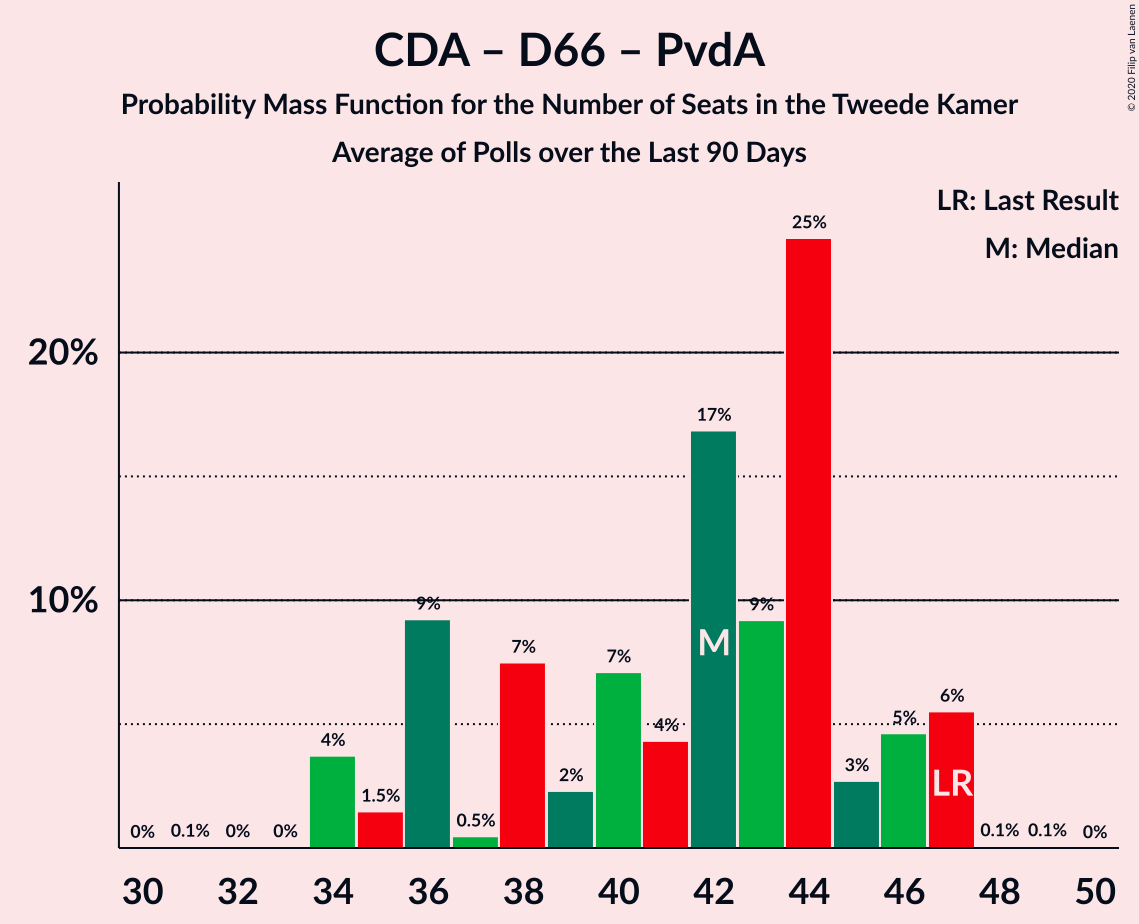 CDA – D66 – PvdA
Probability Mass Function for the Number of Seats in the Tweede Kamer
Average of Polls over the Last 90 Days
© 2020 Filip van Laenen
LR: Last Result
M: Median
20%
10%
0%
0.1%
0%
0%
4%
1.5%
9%
0.5%
7%
2%
7%
4%
17%
9%
25%
3%
5%
6%
0.1%
0.1%
0%
M
LR
30 32 34 36 38 40 42 44 46 48 50